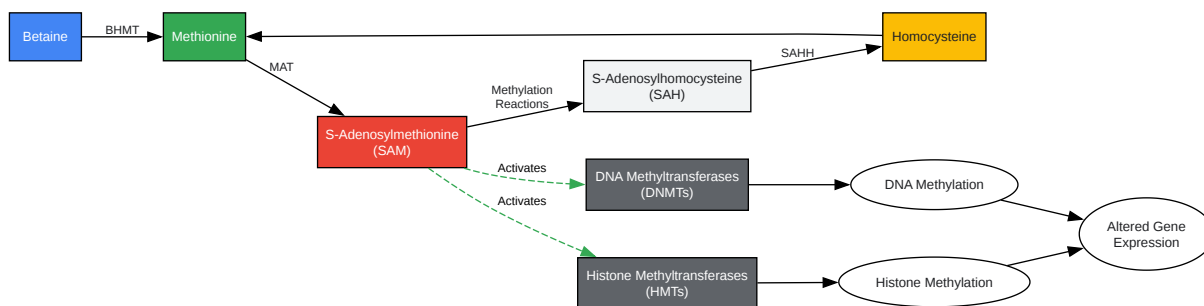 Betaine
BHMT
Methionine
Homocysteine
MAT
SAHH
S-Adenosylhomocysteine
(SAH)
Methylation
Reactions
S-Adenosylmethionine
(SAM)
Activates
DNA Methyltransferases
(DNMTs)
DNA Methylation
Activates
Altered Gene
Expression
Histone Methyltransferases
(HMTs)
Histone Methylation